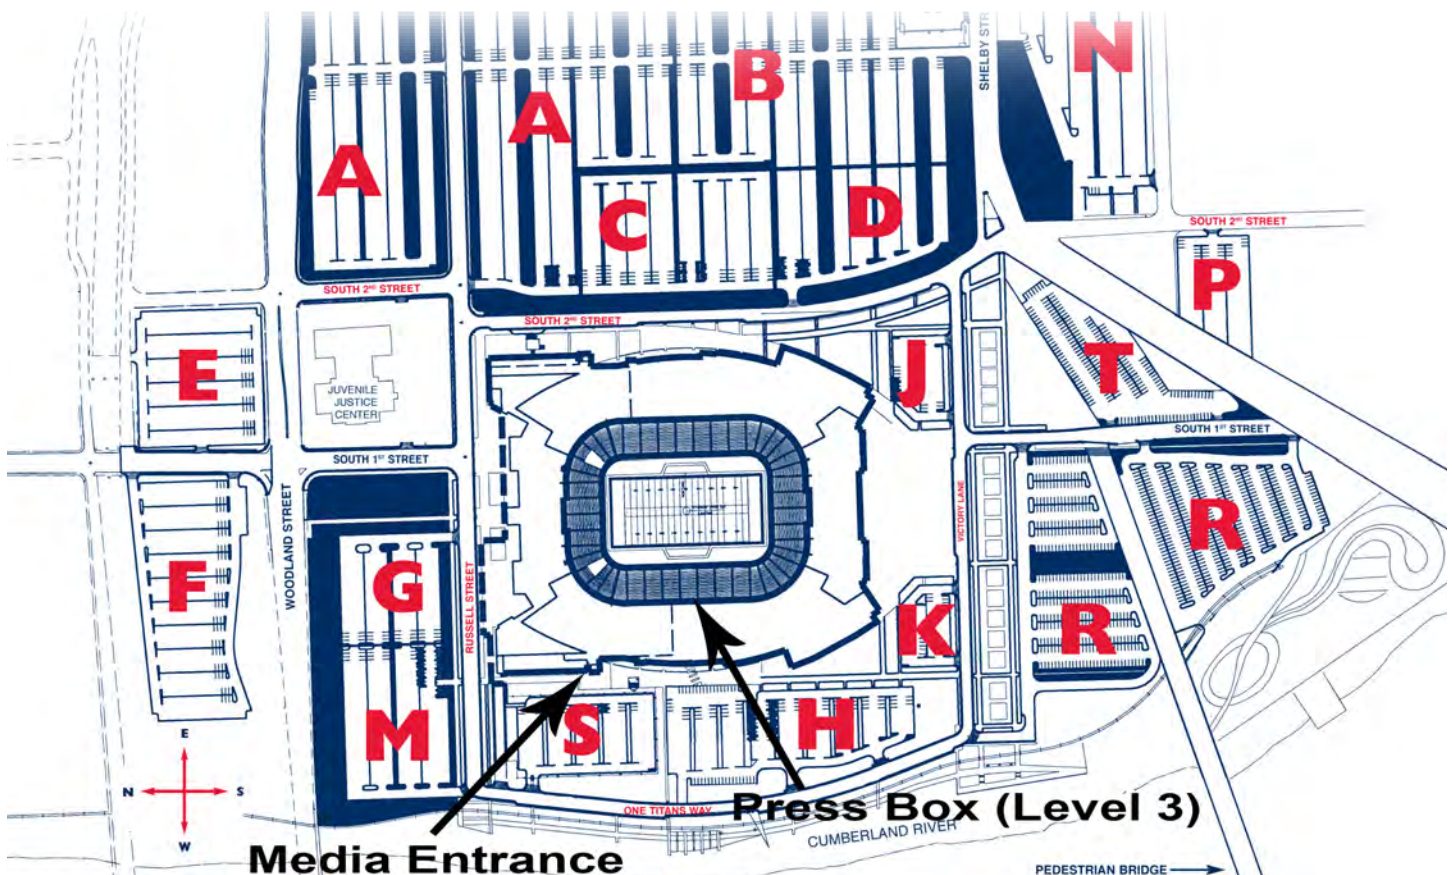 N
SHELBY STR
B
A
A
C
D
SOUTH 2ND STREET
P
SOUTH 2ND STREET
SOUTH 2ND STREET
E
JUVENILE
JUSTICE
CENTER
J
T
SOUTH 1ST STREET
SOUTH 1ST STREET
WOODLAND STREET
VICTORY LANE
R
F
G
RUSSELL STREET
K
R
M
S
H
E
N
S
W
ONE TITANS WAY
Press Box (Level 3)
CUMBERLAND RIVER
Media Entrance
PEDESTRIAN BRIDGE